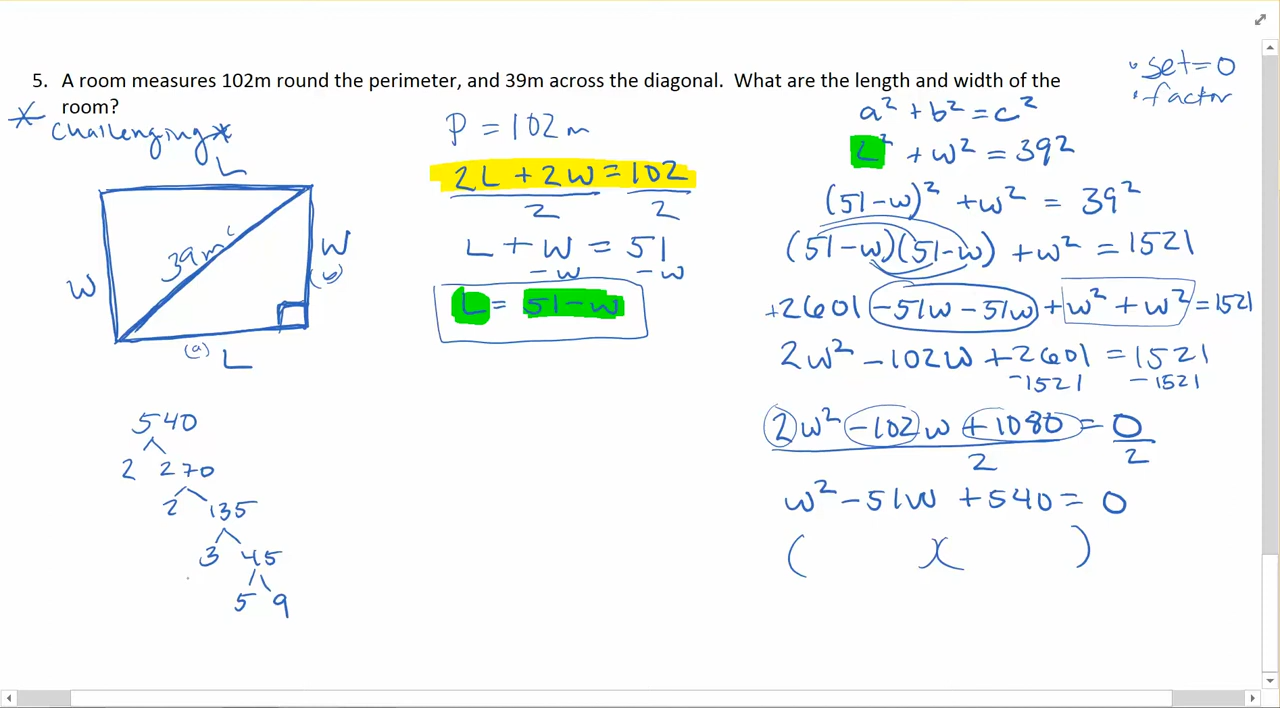 5. A room measures 102m round the perimeter, and 39m across the diagonal. What are the length and width of the
room?
* Challenging *
L
W
39m
c
W
(b)
(a)
L
540
2 270
2 135
3 45
5 9
P = 102 m
2L + 2W = 102
2 2
L + W = 51
-W -W
L = 51 - W
• set = 0
• factor
a² + b² = c²
L² + W² = 39²
(51-W)² + W² = 39²
(51-W)(51-W) + W² = 1521
+2601 -51W - 51W + W² + W² = 1521
2W² - 102W + 2601 = 1521
-1521 -1521
2W² - 102W + 1080 = 0
2 2
W² - 51W + 540 = 0
( )( )